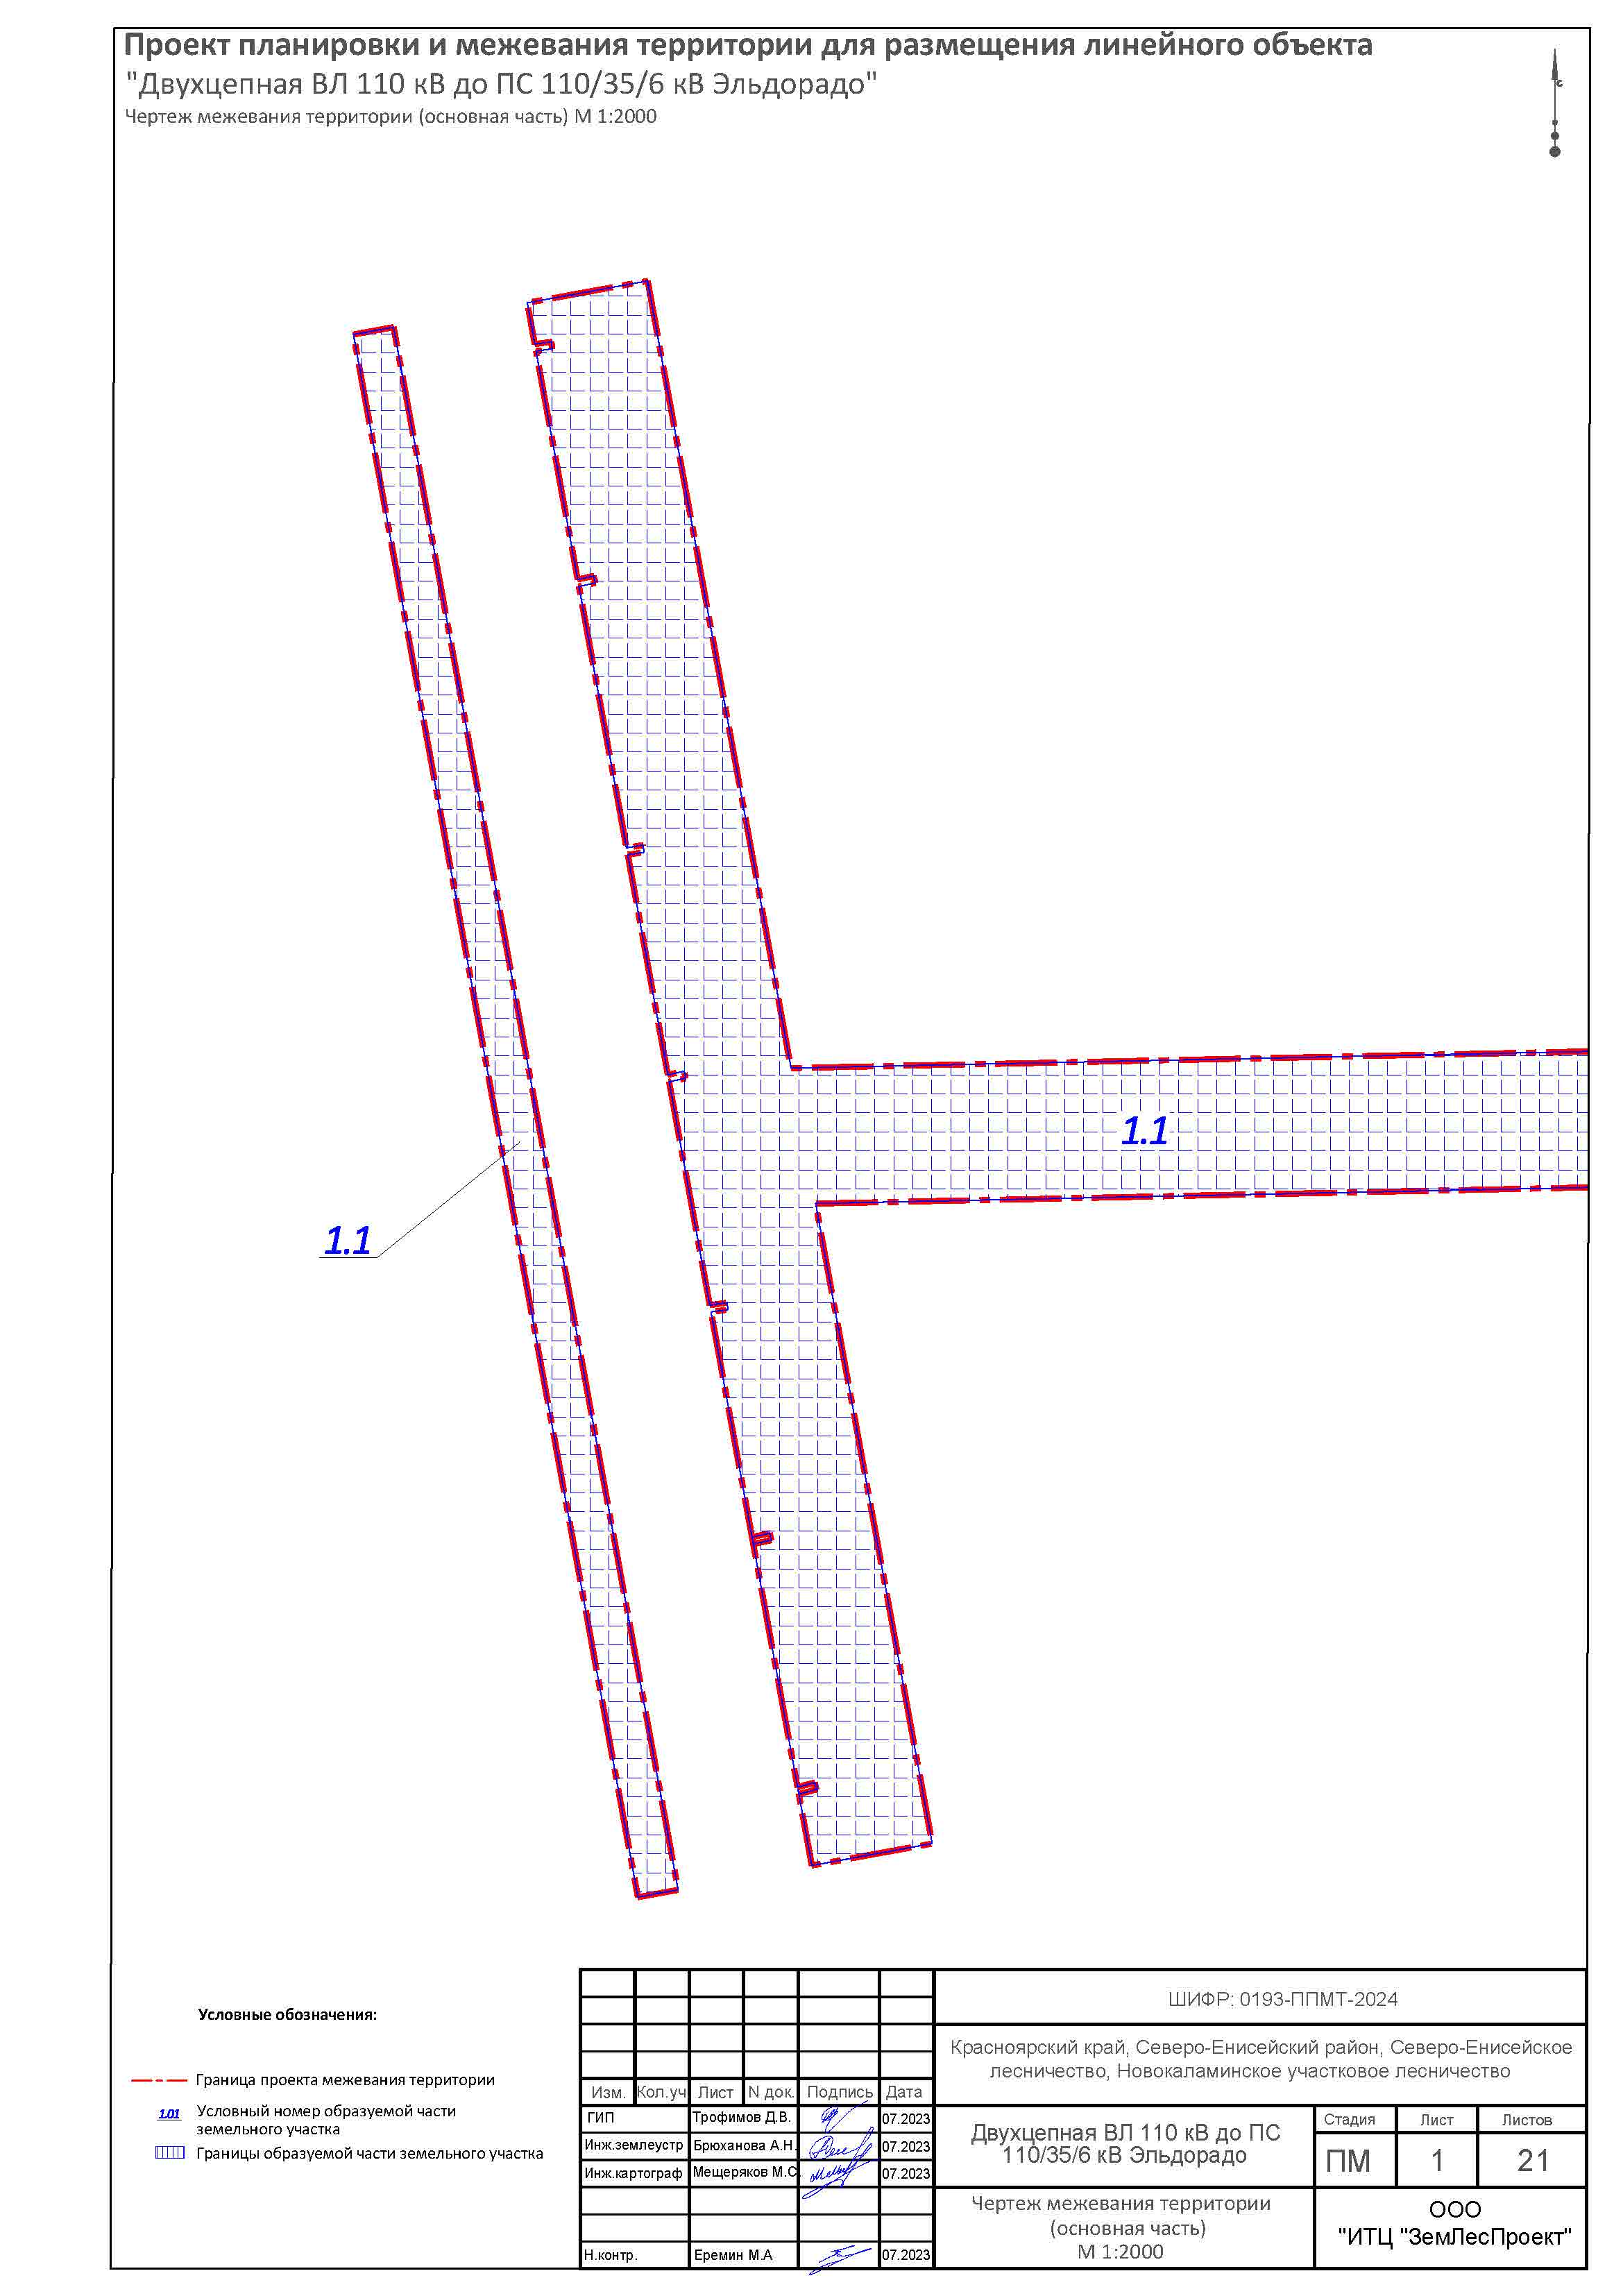 Проект планировки и межевания территории для размещения линейного объекта
"Двухцепная ВЛ 110 кВ до ПС 110/35/6 кВ Эльдорадо"
Чертеж межевания территории (основная часть) М 1:2000
с
1.1
1.1
Условные обозначения:
Граница проекта межевания территории
1.01 Условный номер образуемой части
земельного участка
Границы образуемой части земельного участка
ШИФР: 0193-ППМТ-2024
Красноярский край, Северо-Енисейский район, Северо-Енисейское
лесничество, Новокаламинское участковое лесничество
Изм. Кол.уч Лист N док. Подпись Дата
ГИП Трофимов Д.В. 07.2023
Инж.землеустр Брюханова А.Н. 07.2023
Инж.картограф Мещеряков М.С. 07.2023
Н.контр. Еремин М.А 07.2023
Двухцепная ВЛ 110 кВ до ПС
110/35/6 кВ Эльдорадо
Стадия Лист Листов
ПМ 1 21
Чертеж межевания территории
(основная часть)
М 1:2000
ООО
"ИТЦ "ЗемЛесПроект"